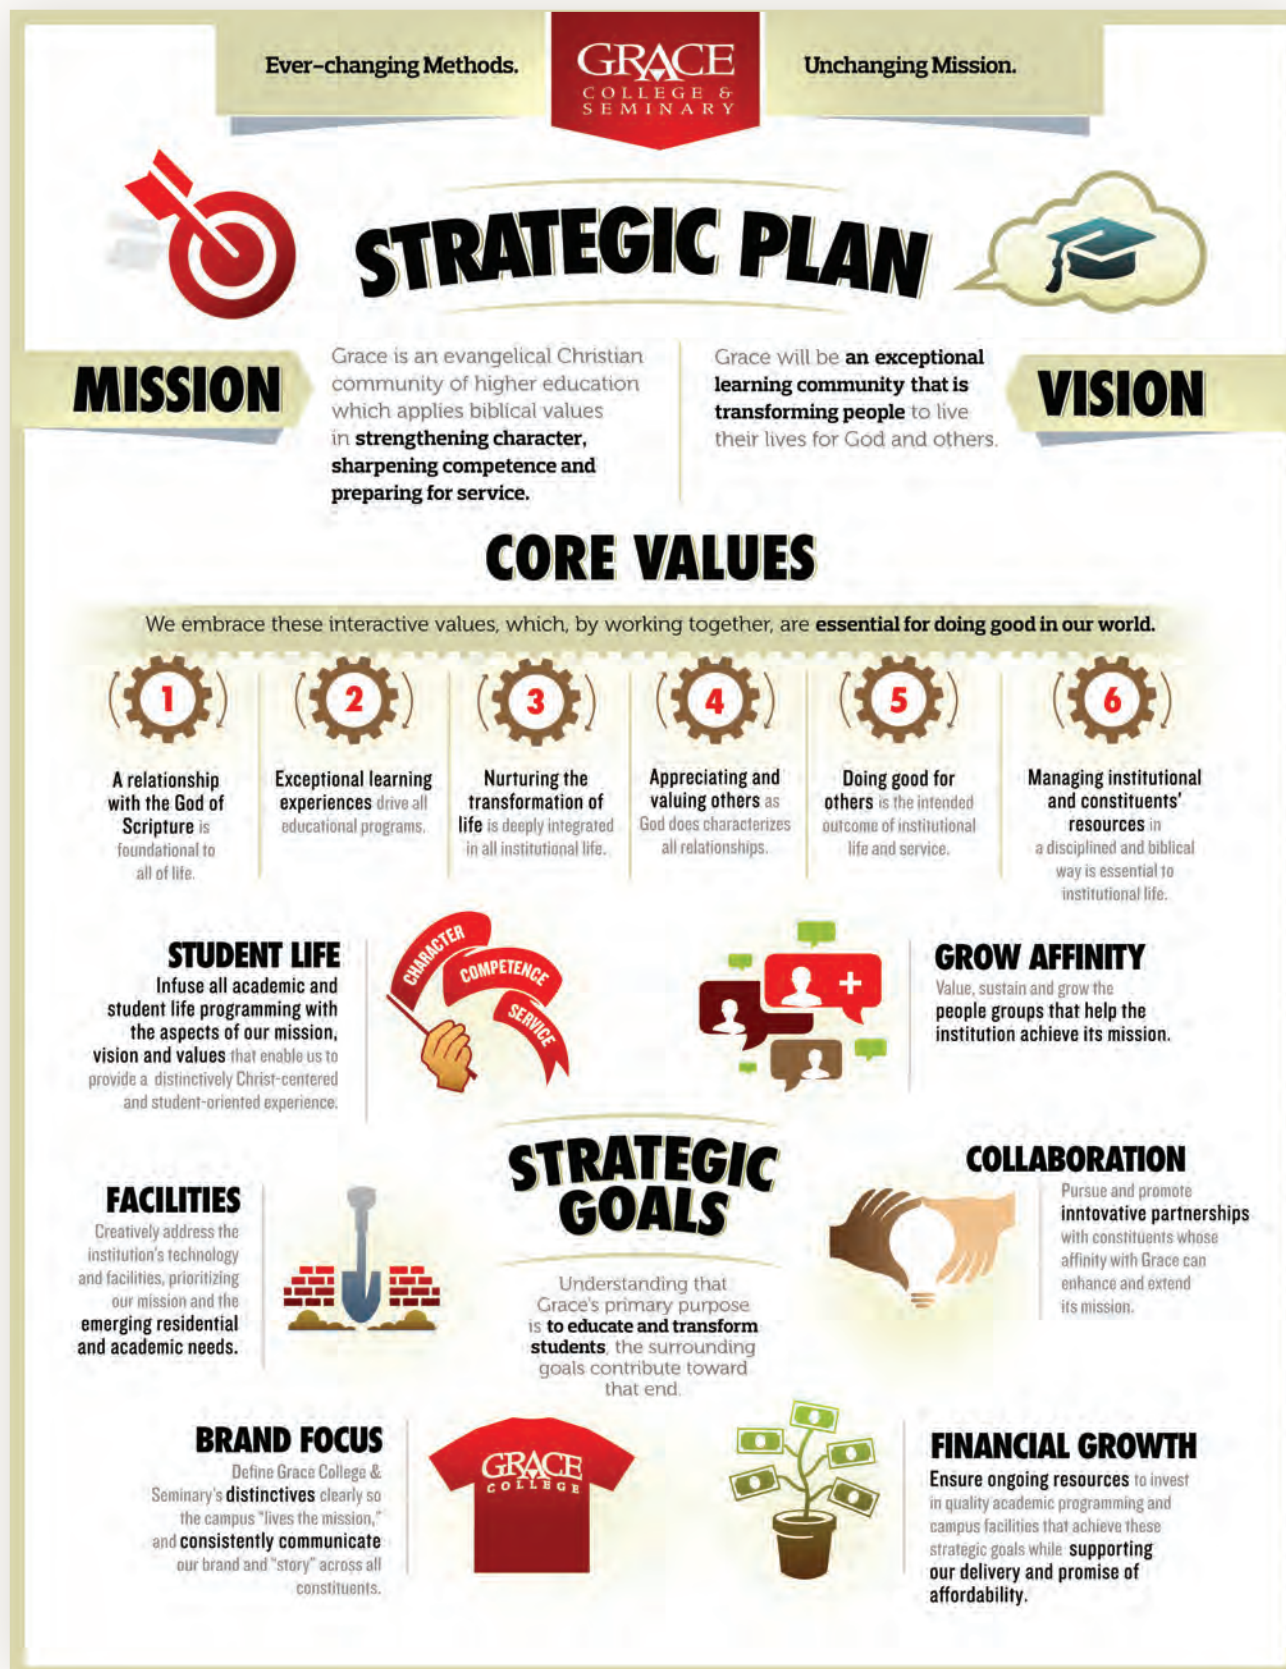 Ever-changing Methods.
GRACE
COLLEGE &
SEMINARY
Unchanging Mission.
STRATEGIC PLAN
MISSION
Grace is an evangelical Christian
community of higher education
which applies biblical values
in strengthening character,
sharpening competence and
preparing for service.
Grace will be an exceptional
learning community that is
transforming people to live
their lives for God and others.
VISION
CORE VALUES
We embrace these interactive values, which, by working together, are essential for doing good in our world.
1
A relationship
with the God of
Scripture is
foundational to
all of life.
2
Exceptional learning
experiences drive all
educational programs.
3
Nurturing the
transformation of
life is deeply integrated
in all institutional life.
4
Appreciating and
valuing others as
God does characterizes
all relationships.
5
Doing good for
others is the intended
outcome of institutional
life and service.
6
Managing institutional
and constituents'
resources in
a disciplined and biblical
way is essential to
institutional life.
STUDENT LIFE
Infuse all academic and
student life programming with
the aspects of our mission,
vision and values that enable us to
provide a distinctively Christ-centered
and student-oriented experience.
CHARACTER
COMPETENCE
SERVICE
GROW AFFINITY
Value, sustain and grow the
people groups that help the
institution achieve its mission.
STRATEGIC
GOALS
Understanding that
Grace's primary purpose
is to educate and transform
students, the surrounding
goals contribute toward
that end.
FACILITIES
Creatively address the
institution's technology
and facilities, prioritizing
our mission and the
emerging residential
and academic needs.
COLLABORATION
Pursue and promote
inntovative partnerships
with constituents whose
affinity with Grace can
enhance and extend
its mission.
BRAND FOCUS
Define Grace College &
Seminary's distinctives clearly so
the campus "lives the mission,"
and consistently communicate
our brand and "story" across all
constituents.
GRACE
COLLEGE
FINANCIAL GROWTH
Ensure ongoing resources to invest
in quality academic programming and
campus facilities that achieve these
strategic goals while supporting
our delivery and promise of
affordability.